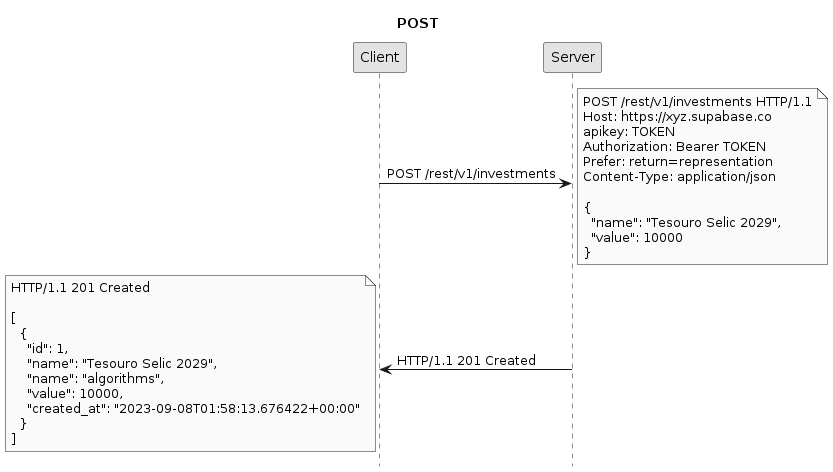 POST
Client
Server
POST /rest/v1/investments HTTP/1.1
Host: https://xyz.supabase.co
apikey: TOKEN
Authorization: Bearer TOKEN
Prefer: return=representation
Content-Type: application/json
{
"name": "Tesouro Selic 2029",
"value": 10000
}
POST /rest/v1/investments
HTTP/1.1 201 Created
[
{
"id": 1,
"name": "Tesouro Selic 2029",
"name": "algorithms",
"value": 10000,
"created_at": "2023-09-08T01:58:13.676422+00:00"
}
]
HTTP/1.1 201 Created